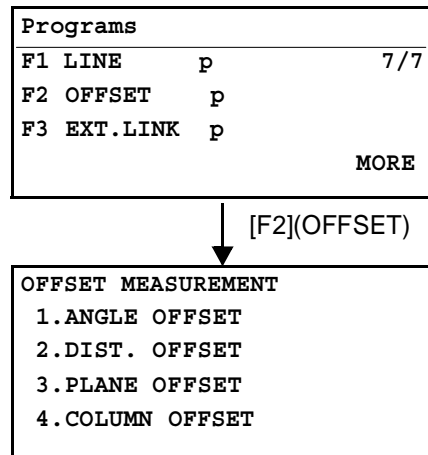 Programs
F1 LINE p 7/7
F2 OFFSET p
F3 EXT.LINK p
MORE
[F2](OFFSET)
OFFSET MEASUREMENT
1.ANGLE OFFSET
2.DIST. OFFSET
3.PLANE OFFSET
4.COLUMN OFFSET